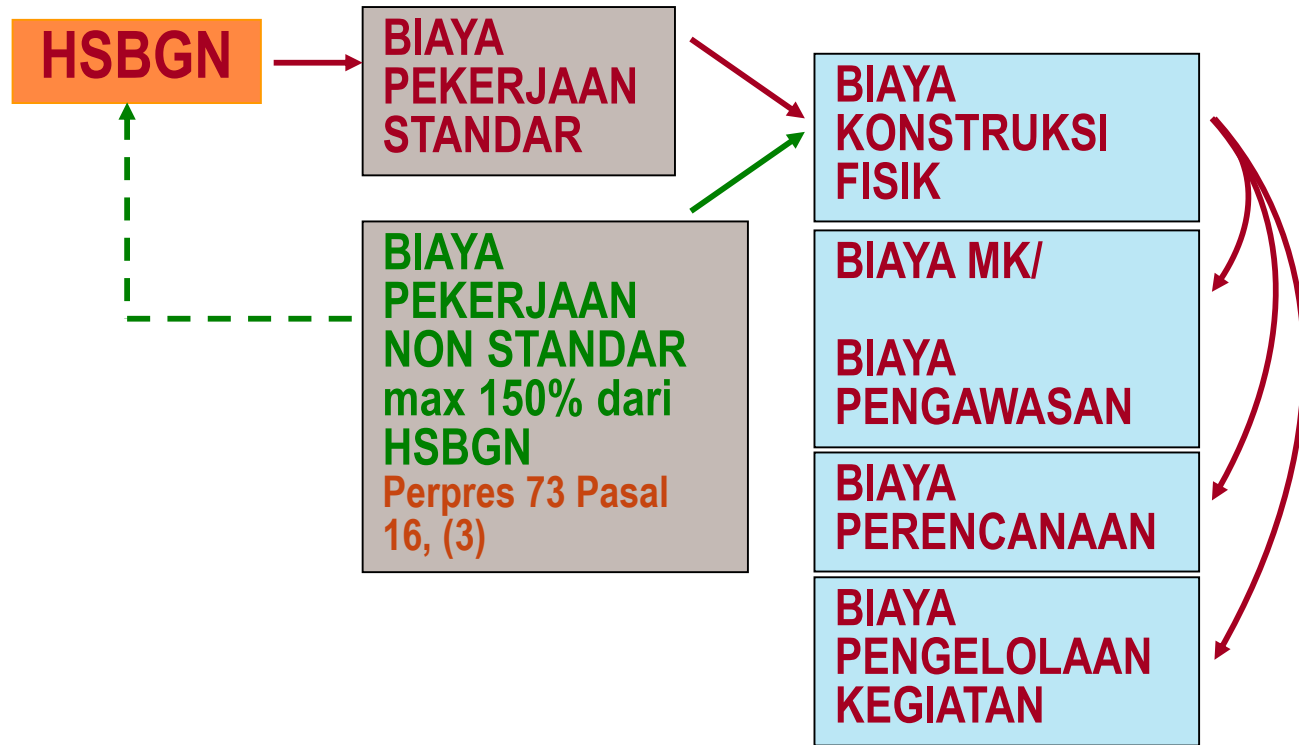 HSBGN
BIAYA
PEKERJAAN
STANDAR
BIAYA
PEKERJAAN
NON STANDAR
max 150% dari
HSBGN
Perpres 73 Pasal
16, (3)
BIAYA
KONSTRUKSI
FISIK
BIAYA MK/
BIAYA
PENGAWASAN
BIAYA
PERENCANAAN
BIAYA
PENGELOLAAN
KEGIATAN